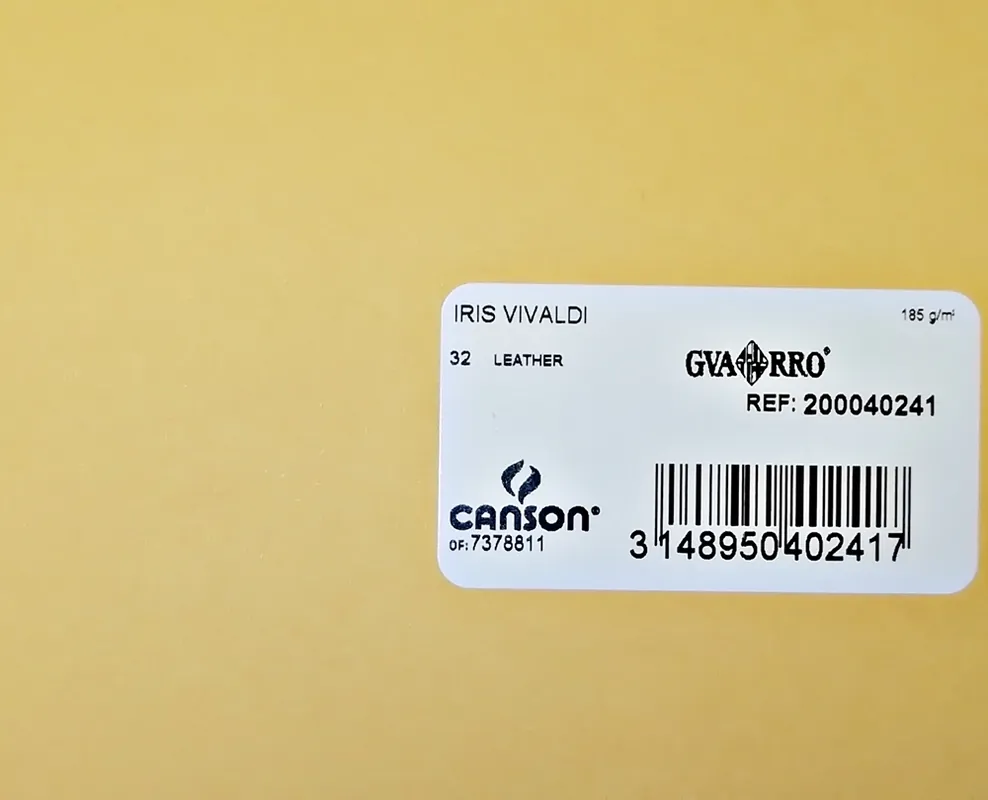 IRIS VIVALDI
185 g/m²
32 LEATHER
GVARRO®
REF: 200040241
CANSON®
OF: 7378811
3 148950 402417